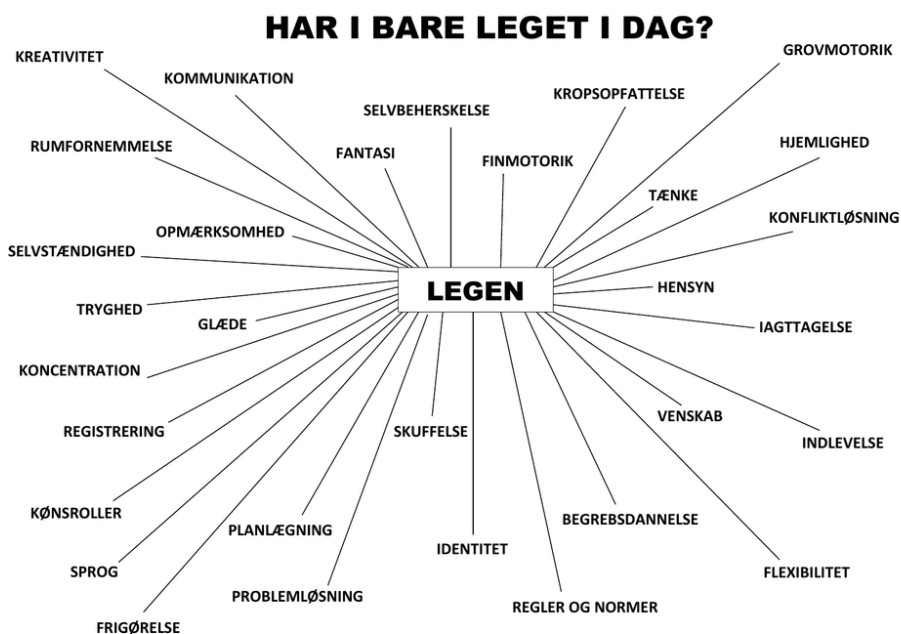 HAR I BARE LEGET I DAG?
KREATIVITET
KOMMUNIKATION
SELVBEHERSKELSE
KROPSOPFATTELSE
GROVMOTORIK
RUMFORNEMMELSE
FANTASI
FINMOTORIK
HJEMLIGHED
TÆNKE
KONFLIKTLØSNING
OPMÆRKSOMHED
SELVSTÆNDIGHED
LEGEN
HENSYN
TRYGHED
GLÆDE
IAGTTAGELSE
KONCENTRATION
VENSKAB
REGISTRERING
SKUFFELSE
INDLEVELSE
KØNSROLLER
PLANLÆGNING
BEGREBSDANNELSE
IDENTITET
SPROG
FLEXIBILITET
PROBLEMLØSNING
REGLER OG NORMER
FRIGØRELSE